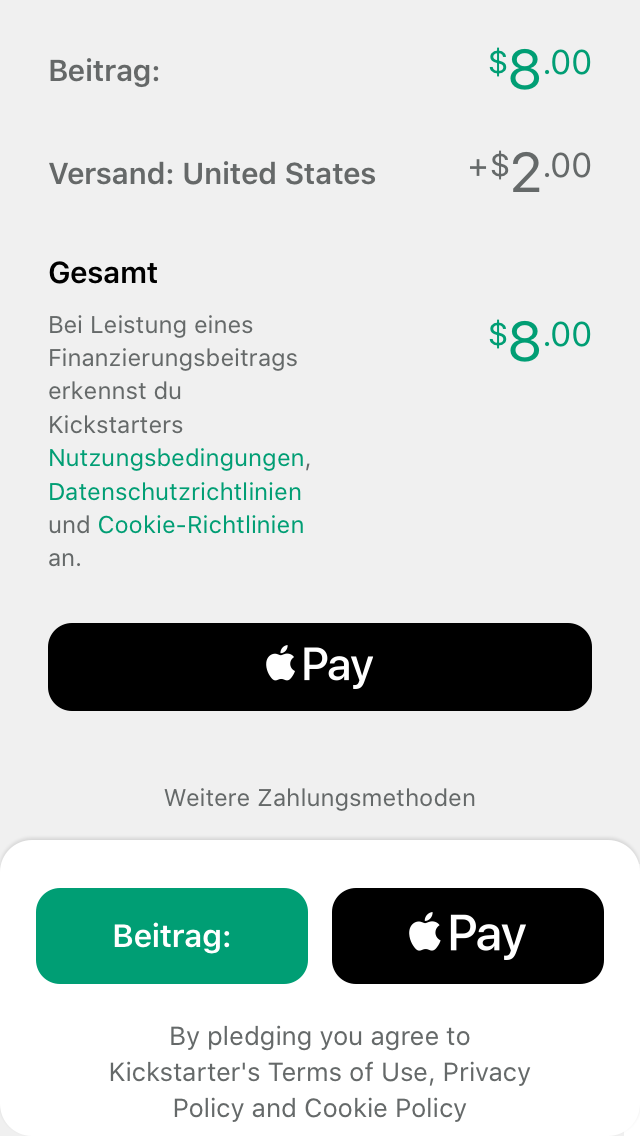 Beitrag: $8.00
Versand: United States +$2.00
Gesamt
Bei Leistung eines
Finanzierungsbeitrags
erkennst du
Kickstarters
Nutzungsbedingungen,
Datenschutzrichtlinien
und Cookie-Richtlinien
an.
$8.00
Pay
Weitere Zahlungsmethoden
Beitrag: Pay
By pledging you agree to
Kickstarter's Terms of Use, Privacy
Policy and Cookie Policy